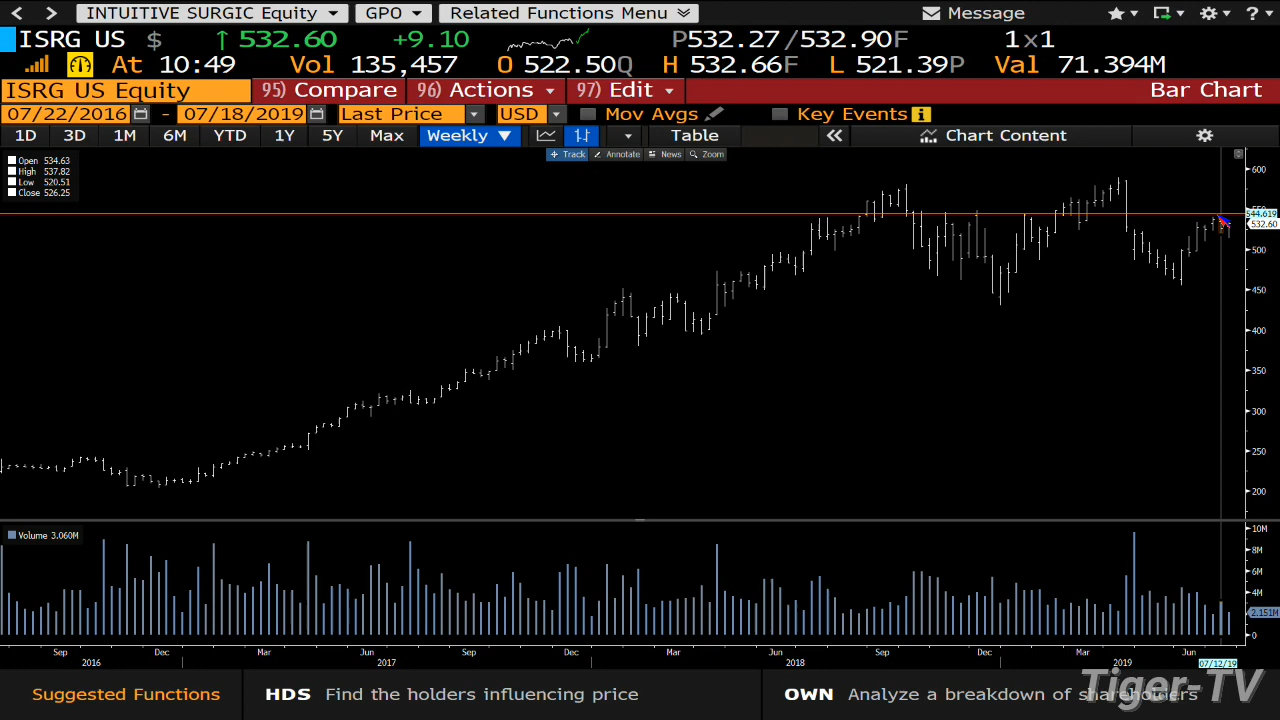 INTUITIVE SURGIC Equity GPO Related Functions Menu Message ?
ISRG US $ ↑ 532.60 +9.10 P532.27 / 532.90F 1x1
At 10:49 Vol 135,457 O 522.50Q H 532.66F L 521.39P Val 71.394M
ISRG US Equity 95) Compare 96) Actions 97) Edit Bar Chart
07/22/2016 - 07/18/2019 Last Price USD Mov Avgs Key Events
1D 3D 1M 6M YTD 1Y 5Y Max Weekly ▼ Table « Chart Content
Track Annotate News Zoom
Open 534.63
High 537.82
Low 520.51
Close 526.25
600
544.619
532.60
500
450
400
350
300
250
200
Volume 3.060M
10M
8M
6M
4M
2.151M
0
Sep Dec Mar Jun Sep Dec Mar Jun Sep Dec Mar Jun
2016 2017 2018 2019 07/12/19
Suggested Functions HDS Find the holders influencing price OWN Analyze a breakdown of shareholders
Tiger-TV